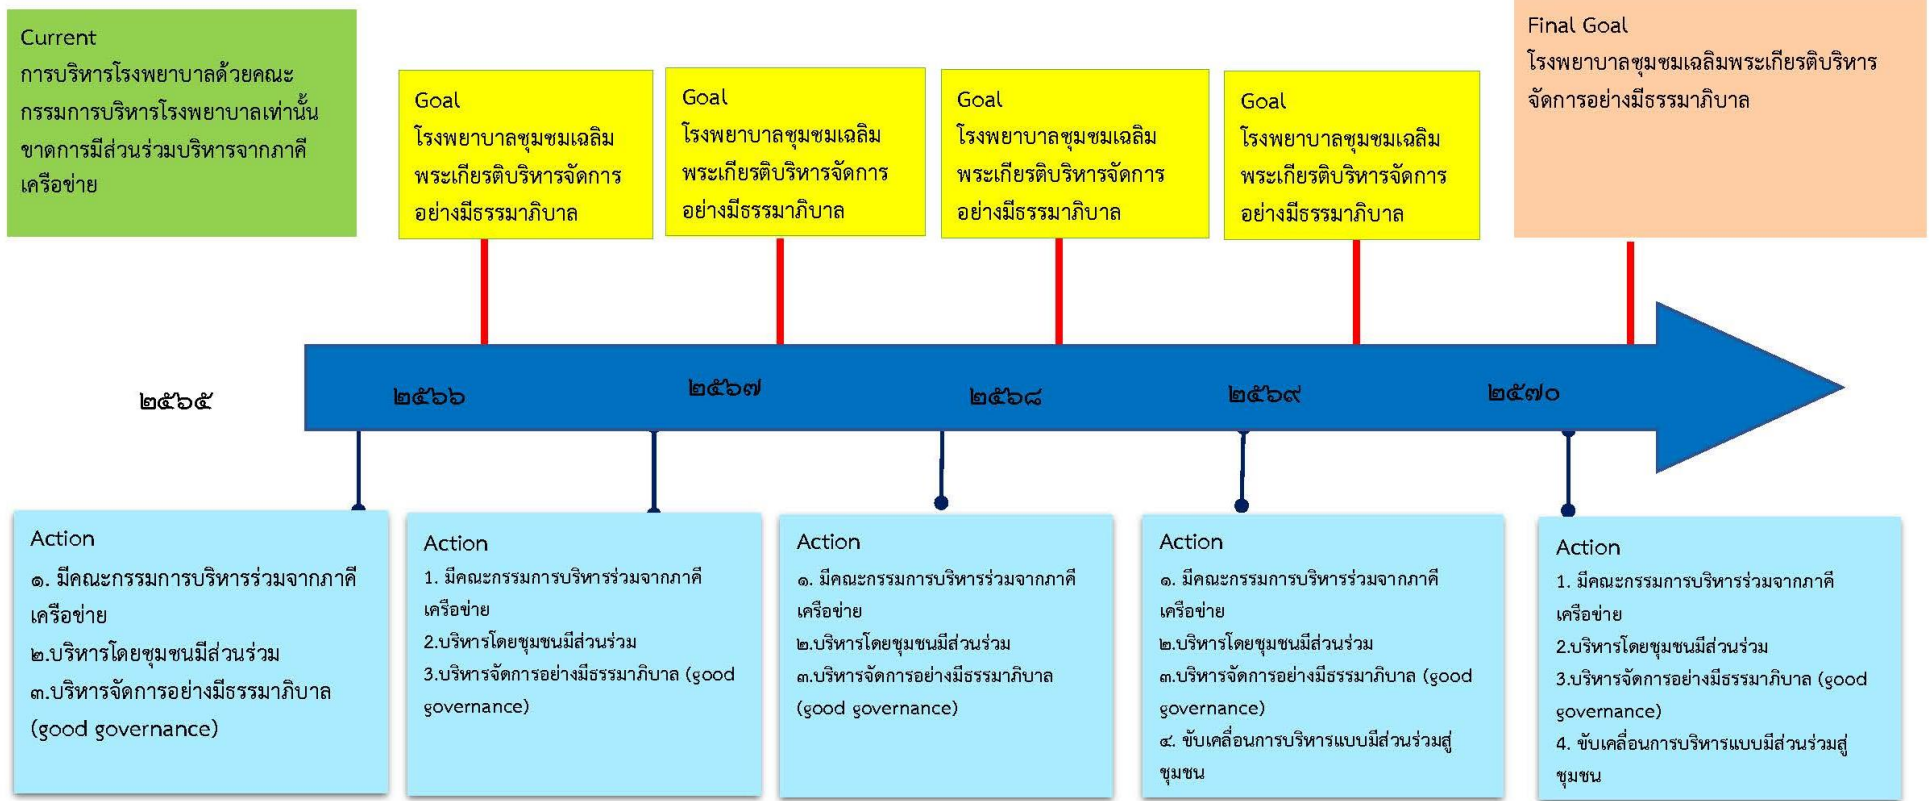 Current
การบริหารโรงพยาบาลด้วยคณะ
กรรมการบริหารโรงพยาบาลเท่านั้น
ขาดการมีส่วนร่วมบริหารจากภาคี
เครือข่าย
Goal
โรงพยาบาลชุมชมเฉลิม
พระเกียรติบริหารจัดการ
อย่างมีธรรมาภิบาล
Goal
โรงพยาบาลชุมชมเฉลิม
พระเกียรติบริหารจัดการ
อย่างมีธรรมาภิบาล
Goal
โรงพยาบาลชุมชมเฉลิม
พระเกียรติบริหารจัดการ
อย่างมีธรรมาภิบาล
Goal
โรงพยาบาลชุมชมเฉลิม
พระเกียรติบริหารจัดการ
อย่างมีธรรมาภิบาล
Final Goal
โรงพยาบาลชุมชมเฉลิมพระเกียรติบริหาร
จัดการอย่างมีธรรมาภิบาล
๒๕๖๕
๒๕๖๖
๒๕๖๗
๒๕๖๘
๒๕๖๙
๒๕๗๐
Action
๑. มีคณะกรรมการบริหารร่วมจากภาคี
เครือข่าย
๒.บริหารโดยชุมชนมีส่วนร่วม
๓.บริหารจัดการอย่างมีธรรมาภิบาล
(good governance)
Action
1. มีคณะกรรมการบริหารร่วมจากภาคี
เครือข่าย
2.บริหารโดยชุมชนมีส่วนร่วม
3.บริหารจัดการอย่างมีธรรมาภิบาล (good
governance)
Action
๑. มีคณะกรรมการบริหารร่วมจากภาคี
เครือข่าย
๒.บริหารโดยชุมชนมีส่วนร่วม
๓.บริหารจัดการอย่างมีธรรมาภิบาล
(good governance)
Action
๑. มีคณะกรรมการบริหารร่วมจากภาคี
เครือข่าย
๒.บริหารโดยชุมชนมีส่วนร่วม
๓.บริหารจัดการอย่างมีธรรมาภิบาล (good
governance)
๔. ขับเคลื่อนการบริหารแบบมีส่วนร่วมสู่
ชุมชน
Action
1. มีคณะกรรมการบริหารร่วมจากภาคี
เครือข่าย
2.บริหารโดยชุมชนมีส่วนร่วม
3.บริหารจัดการอย่างมีธรรมาภิบาล (good
governance)
4. ขับเคลื่อนการบริหารแบบมีส่วนร่วมสู่
ชุมชน